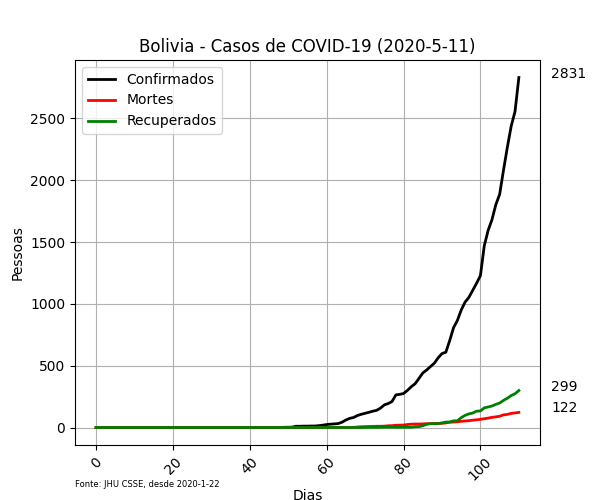 Bolivia - Casos de COVID-19 (2020-5-11)
Confirmados
Mortes
Recuperados
2831
299
122
Pessoas
2500
2000
1500
1000
500
0
0 20 40 60 80 100
Fonte: JHU CSSE, desde 2020-1-22
Dias